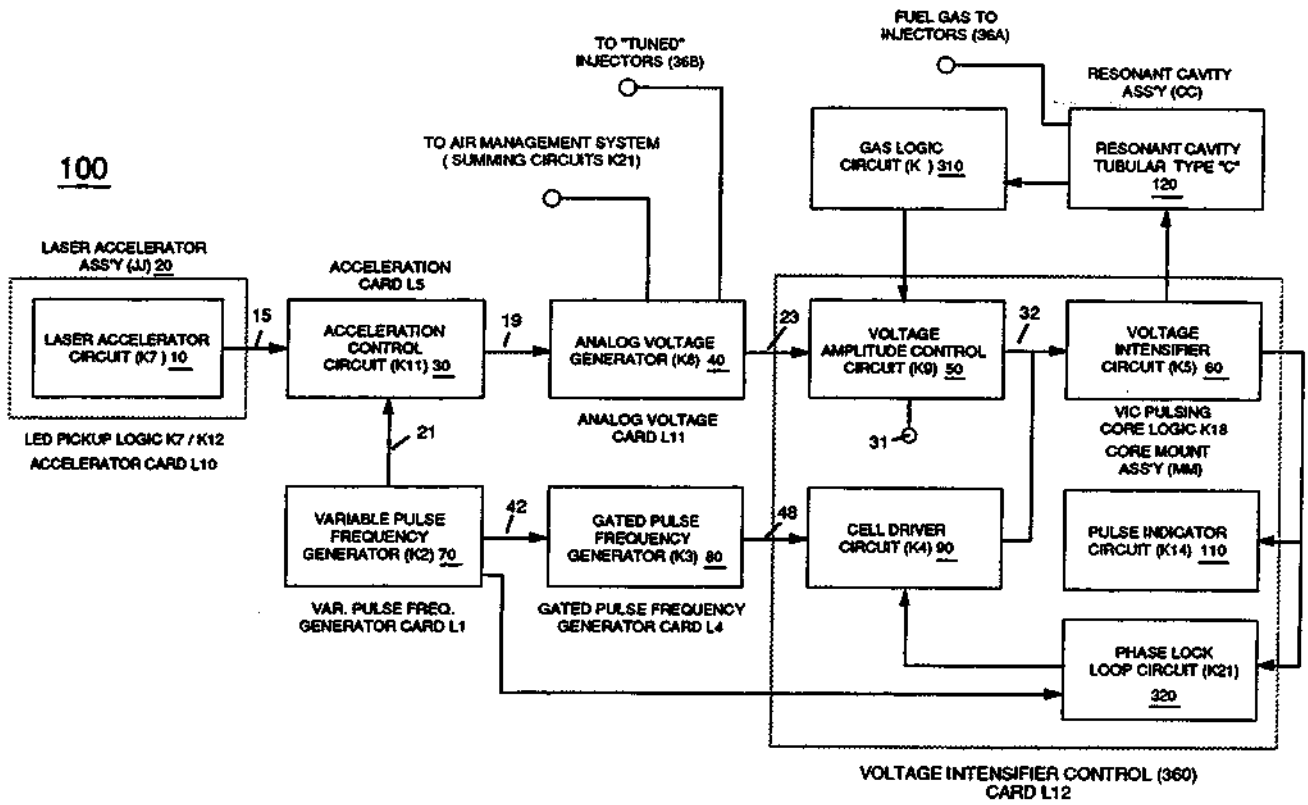 FUEL GAS TO
INJECTORS (36A)
TO "TUNED"
INJECTORS (36B)
RESONANT CAVITY
ASS'Y (CC)
TO AIR MANAGEMENT SYSTEM
( SUMMING CIRCUITS K21)
100
GAS LOGIC
CIRCUIT (K ) 310
RESONANT CAVITY
TUBULAR TYPE "C"
120
LASER ACCELERATOR
ASS'Y (JJ) 20
ACCELERATION
CARD L5
LASER ACCELERATOR
CIRCUIT (K7 ) 10
15
ACCELERATION
CONTROL
CIRCUIT (K11) 30
19
ANALOG VOLTAGE
GENERATOR (K8) 40
23
VOLTAGE
AMPLITUDE CONTROL
CIRCUIT (K9) 50
32
VOLTAGE
INTENSIFIER
CIRCUIT (K5) 60
LED PICKUP LOGIC K7 / K12
ACCELERATOR CARD L10
21
ANALOG VOLTAGE
CARD L11
31
VIC PULSING
CORE LOGIC K18
CORE MOUNT
ASS'Y (MM)
VARIABLE PULSE
FREQUENCY
GENERATOR (K2) 70
42
GATED PULSE
FREQUENCY
GENERATOR (K3) 80
48
CELL DRIVER
CIRCUIT (K4) 90
PULSE INDICATOR
CIRCUIT (K14) 110
VAR. PULSE FREQ.
GENERATOR CARD L1
GATED PULSE FREQUENCY
GENERATOR CARD L4
PHASE LOCK
LOOP CIRCUIT (K21)
320
VOLTAGE INTENSIFIER CONTROL (360)
CARD L12